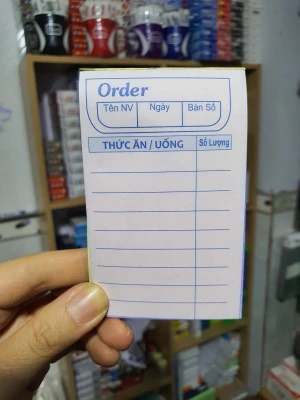 Order
Tên NV Ngày Bàn Số
THỨC ĂN / UỐNG Số Lượng